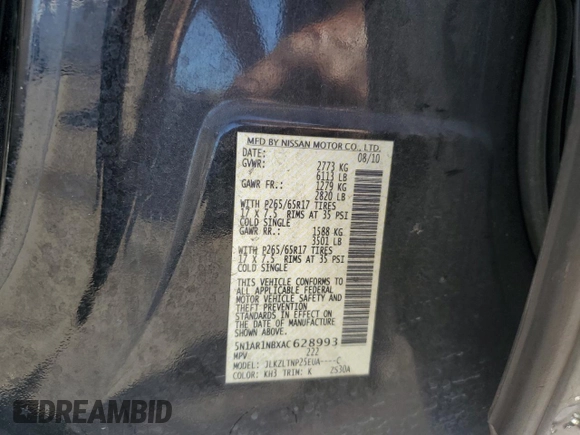 MFD BY NISSAN MOTOR CO., LTD.
DATE: 08/10
GVWR: 2773 KG
6113 LB
GAWR FR.: 1279 KG
2820 LB
WITH P265/65R17 TIRES
17 X 7.5 RIMS AT 35 PSI
COLD SINGLE
GAWR RR.: 1588 KG
3501 LB
WITH P265/65R17 TIRES
17 X 7.5 RIMS AT 35 PSI
COLD SINGLE
THIS VEHICLE CONFORMS TO
ALL APPLICABLE FEDERAL
MOTOR VEHICLE SAFETY AND
THEFT PREVENTION
STANDARDS IN EFFECT ON
THE DATE OF MANUFACTURE
SHOWN ABOVE.
5N1AR1NBXAC628993
MPV 222
MODEL: JLKZLTNP25EUA----C
COLOR: KH3 TRIM: K ZS30A
DREAMBID